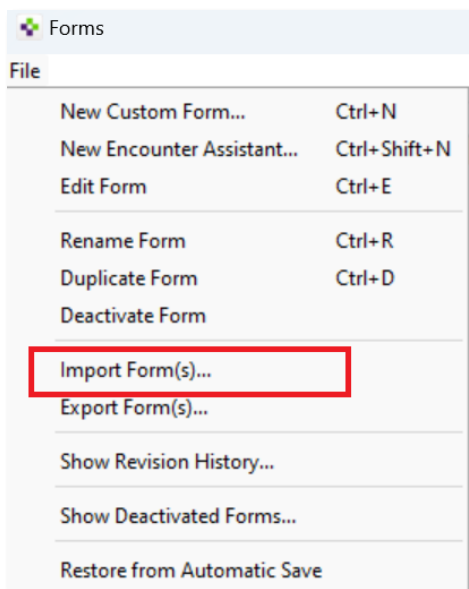 Forms
File
New Custom Form... Ctrl+N
New Encounter Assistant... Ctrl+Shift+N
Edit Form Ctrl+E
Rename Form Ctrl+R
Duplicate Form Ctrl+D
Deactivate Form
Import Form(s)...
Export Form(s)...
Show Revision History...
Show Deactivated Forms...
Restore from Automatic Save